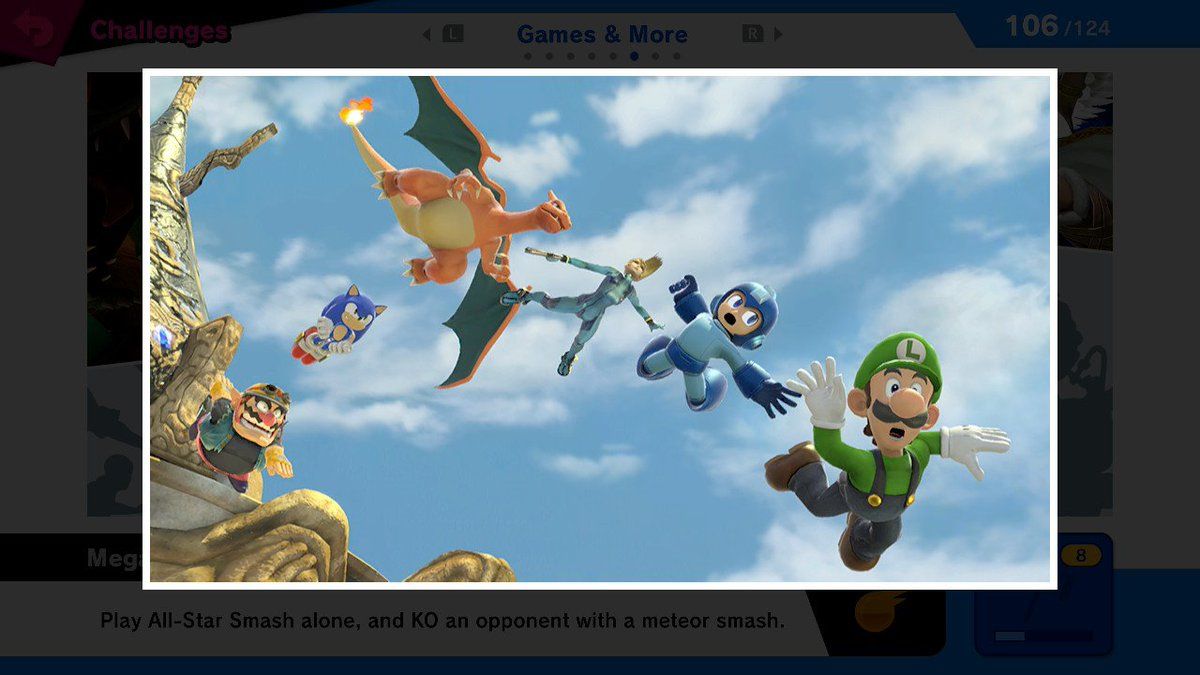 Challenges
L
Games & More
R
106/124
L
Mega
8
Play All-Star Smash alone, and KO an opponent with a meteor smash.